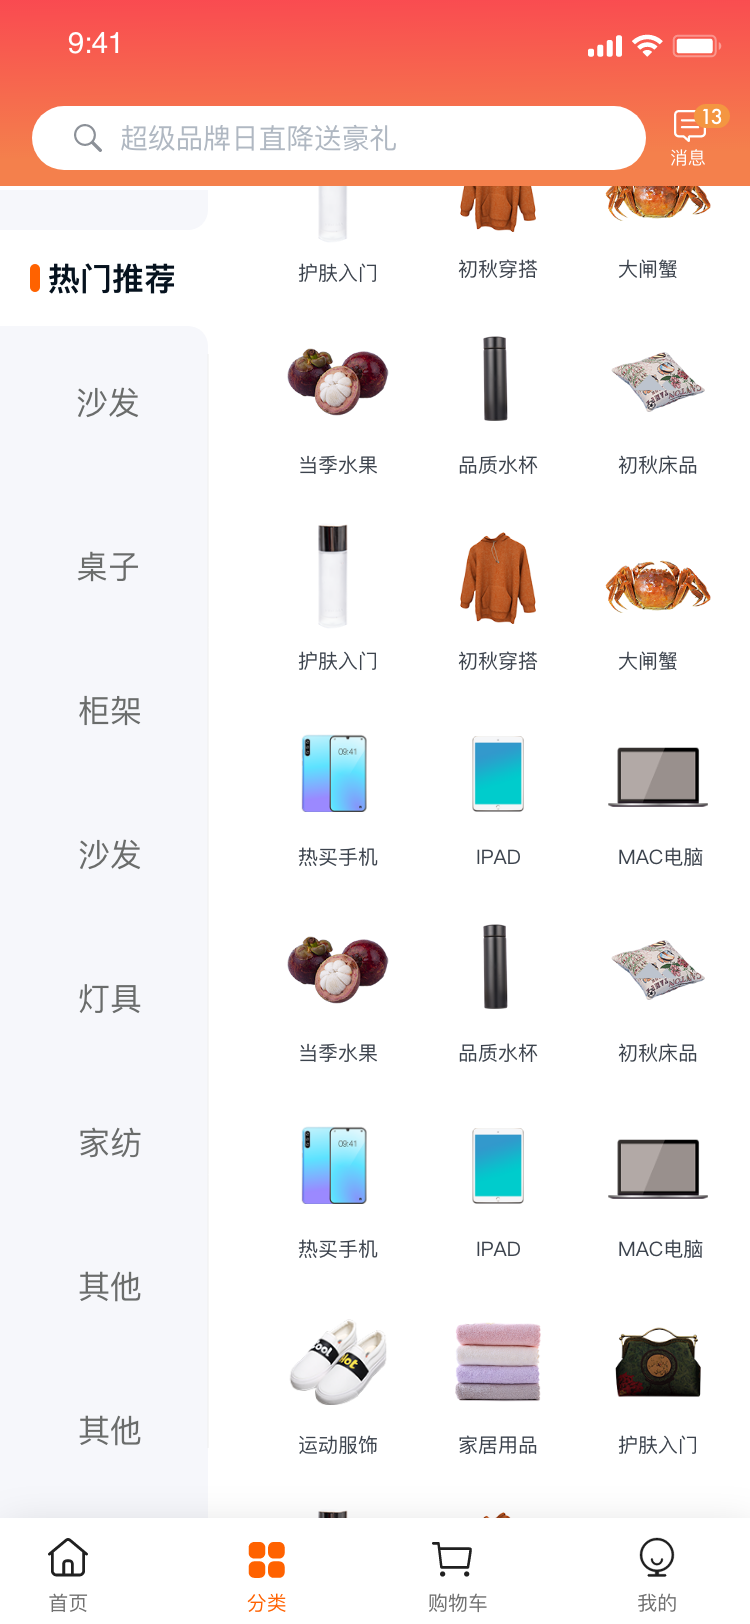 9:41
超级品牌日直降送豪礼
13
消息
热门推荐
沙发
桌子
柜架
沙发
灯具
家纺
其他
其他
护肤入门 初秋穿搭 大闸蟹
当季水果 品质水杯 初秋床品
护肤入门 初秋穿搭 大闸蟹
09:41
热买手机 IPAD MAC电脑
当季水果 品质水杯 初秋床品
09:41
热买手机 IPAD MAC电脑
运动服饰 家居用品 护肤入门
首页 分类 购物车 我的